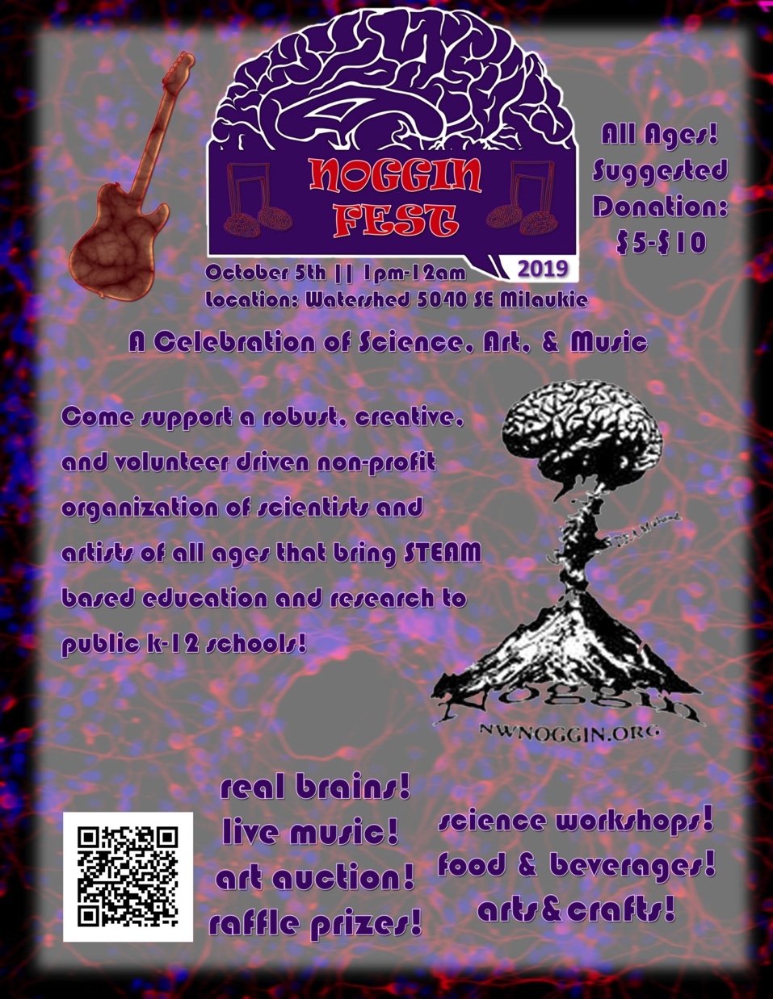 NOGGIN
FEST
2019
All Ages!
Suggested
Donation:
$5-$10
October 5th || 1pm-12am
Location: Watershed 5040 SE Milaukie
A Celebration of Science, Art, & Music
Come support a robust, creative,
and volunteer driven non-profit
organization of scientists and
artists of all ages that bring STEAM
based education and research to
public k-12 schools!
Noggin
NWNOGGIN.ORG
real brains!
live music!
art auction!
raffle prizes!
science workshops!
food & beverages!
arts&crafts!